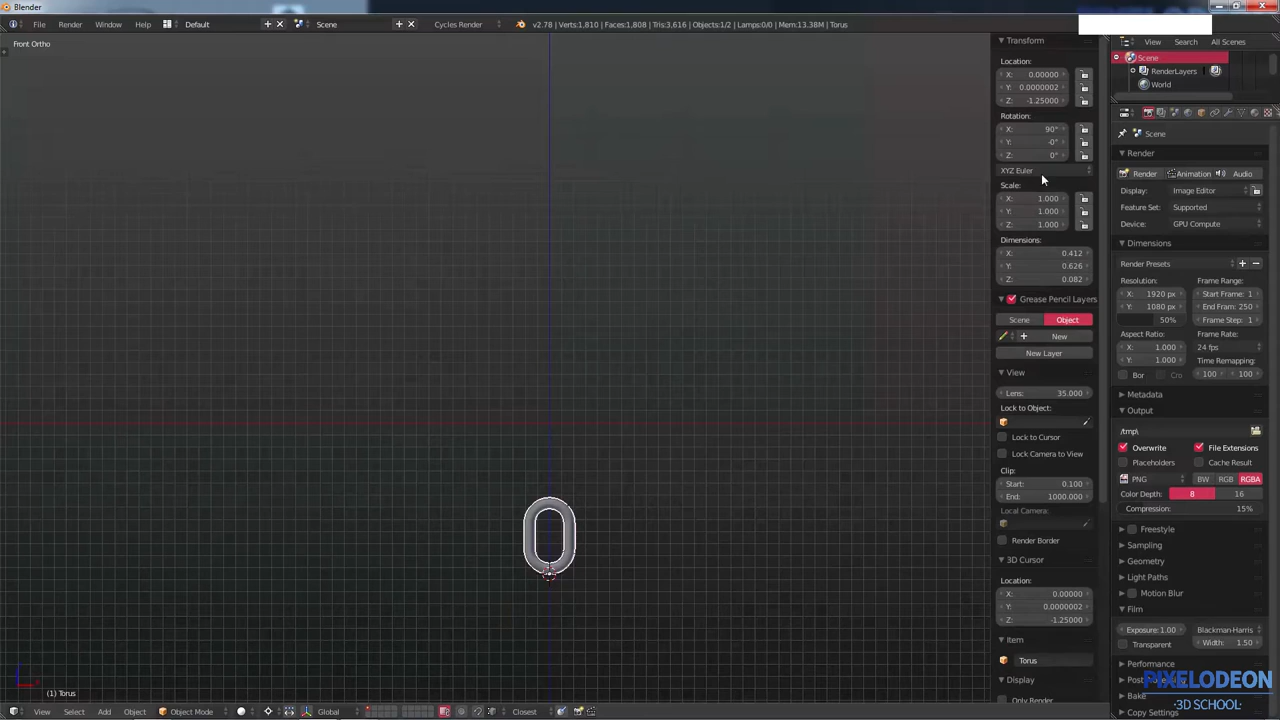 Blender
File
Render
Window
Help
Default
Scene
Cycles Render
v2.78 | Verts:1,810 | Faces:1,808 | Tris:3,616 | Objects:1/2 | Lamps:0/0 | Mem:13.38M | Torus
Front Ortho
(1) Torus
View
Select
Add
Object
Object Mode
Global
Closest
Transform
Location:
X: 0.00000
Y: 0.0000002
Z: -1.25000
Rotation:
X: 90°
Y: -0°
Z: 0°
XYZ Euler
Scale:
X: 1.000
Y: 1.000
Z: 1.000
Dimensions:
X: 0.412
Y: 0.626
Z: 0.082
Grease Pencil Layers
Scene
Object
New
New Layer
View
Lens: 35.000
Lock to Object:
Lock to Cursor
Lock Camera to View
Clip:
Start: 0.100
End: 1000.000
Local Camera:
Render Border
3D Cursor
Location:
X: 0.00000
Y: 0.0000002
Z: -1.25000
Item
Torus
Display
Only Render
View
Search
All Scenes
Scene
RenderLayers
World
Scene
Render
Render
Animation
Audio
Display: Image Editor
Feature Set: Supported
Device: GPU Compute
Dimensions
Render Presets
Resolution:
Frame Range:
X: 1920 px
Start Frame: 1
Y: 1080 px
End Fram: 250
50%
Frame Step: 1
Aspect Ratio:
Frame Rate:
X: 1.000
24 fps
Y: 1.000
Time Remapping:
Bor
Cro
100
100
Metadata
Output
/tmp\
Overwrite
File Extensions
Placeholders
Cache Result
PNG
BW
RGB
RGBA
Color Depth:
8
16
Compression: 15%
Freestyle
Sampling
Geometry
Light Paths
Motion Blur
Film
Exposure: 1.00
Blackman-Harris
Transparent
Width: 1.50
Performance
Bake
Copy Settings
PIXELODEON
·3D SCHOOL·